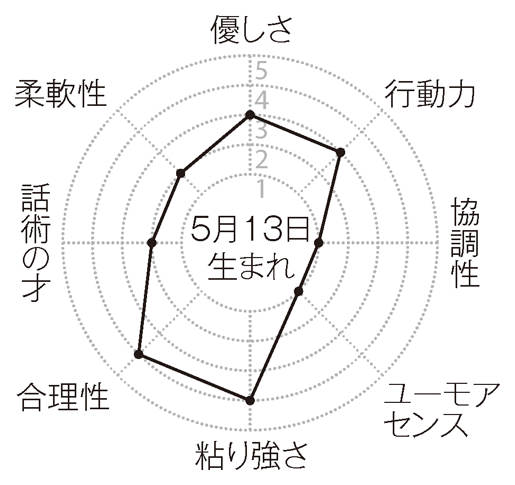 優しさ
5
4
3
2
1
行動力
協
調
性
ユーモア
センス
粘り強さ
合理性
話
術
の
才
柔軟性
5月13日
生まれ